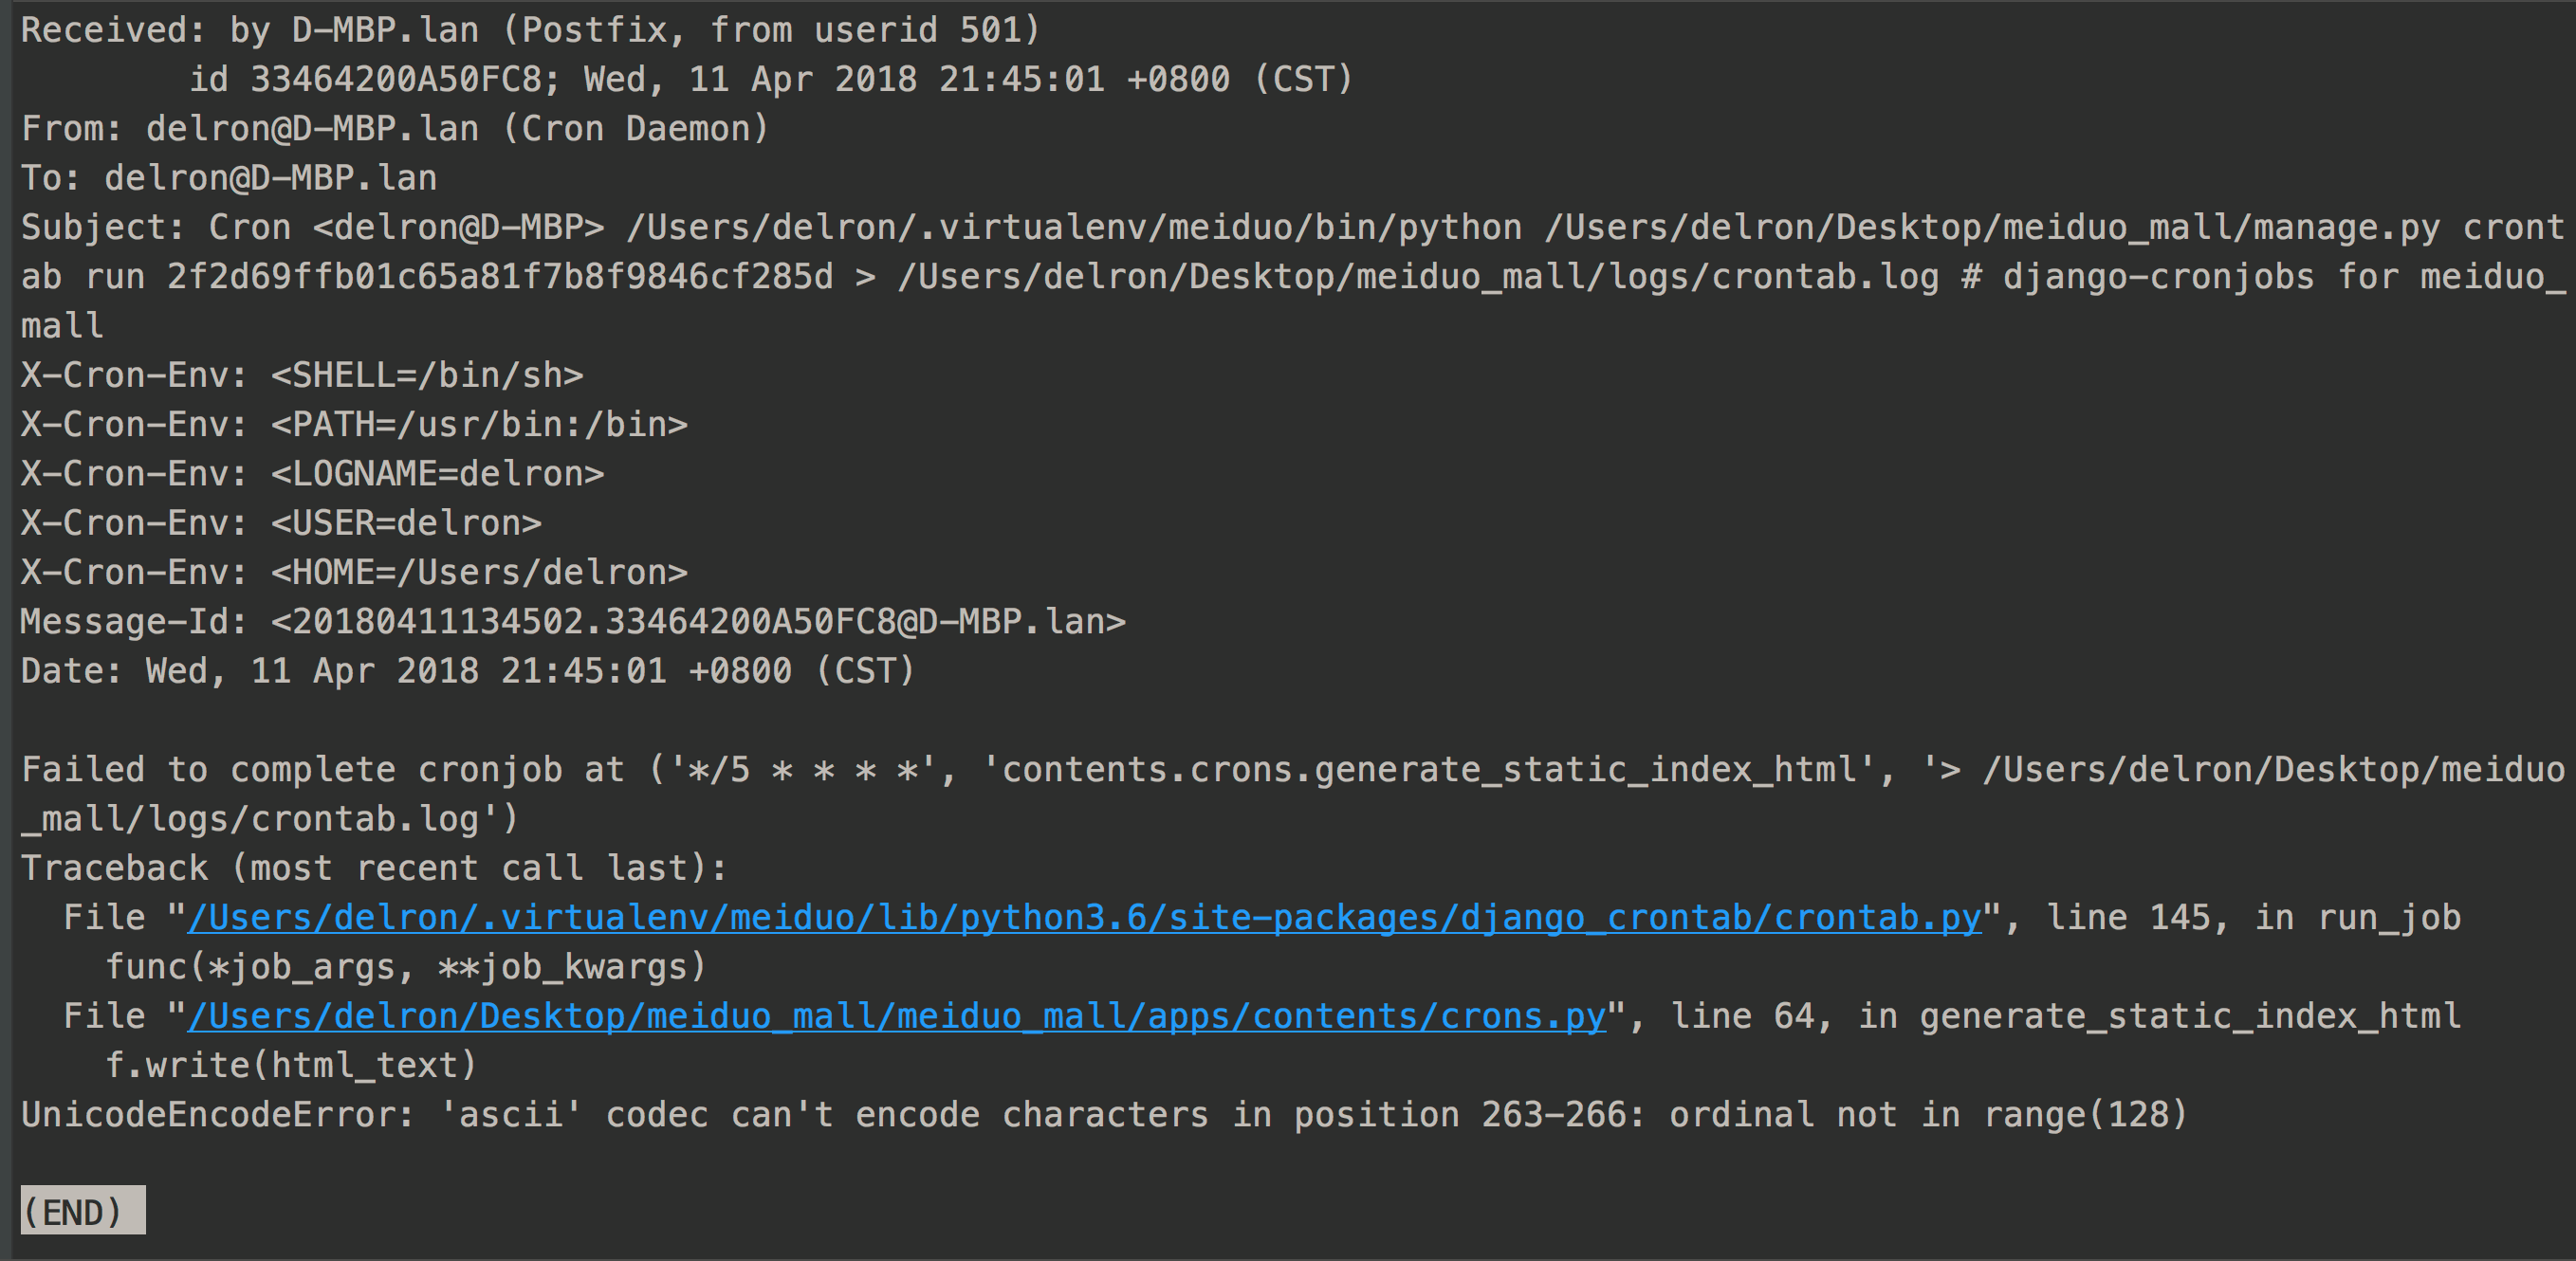 Received: by D-MBP.lan (Postfix, from userid 501)
        id 33464200A50FC8; Wed, 11 Apr 2018 21:45:01 +0800 (CST)
From: delron@D-MBP.lan (Cron Daemon)
To: delron@D-MBP.lan
Subject: Cron <delron@D-MBP> /Users/delron/.virtualenv/meiduo/bin/python /Users/delron/Desktop/meiduo_mall/manage.py cront
ab run 2f2d69ffb01c65a81f7b8f9846cf285d > /Users/delron/Desktop/meiduo_mall/logs/crontab.log # django-cronjobs for meiduo_
mall
X-Cron-Env: <SHELL=/bin/sh>
X-Cron-Env: <PATH=/usr/bin:/bin>
X-Cron-Env: <LOGNAME=delron>
X-Cron-Env: <USER=delron>
X-Cron-Env: <HOME=/Users/delron>
Message-Id: <20180411134502.33464200A50FC8@D-MBP.lan>
Date: Wed, 11 Apr 2018 21:45:01 +0800 (CST)

Failed to complete cronjob at ('*/5 * * * *', 'contents.crons.generate_static_index_html', '> /Users/delron/Desktop/meiduo
_mall/logs/crontab.log')
Traceback (most recent call last):
  File "/Users/delron/.virtualenv/meiduo/lib/python3.6/site-packages/django_crontab/crontab.py", line 145, in run_job
    func(*job_args, **job_kwargs)
  File "/Users/delron/Desktop/meiduo_mall/meiduo_mall/apps/contents/crons.py", line 64, in generate_static_index_html
    f.write(html_text)
UnicodeEncodeError: 'ascii' codec can't encode characters in position 263-266: ordinal not in range(128)

(END)